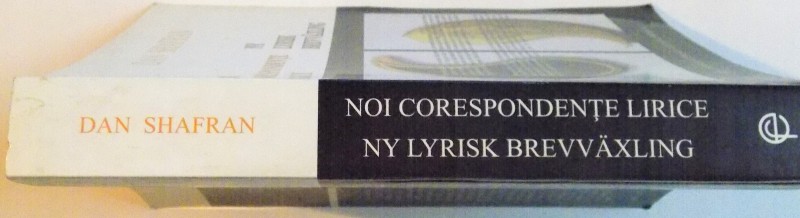 DAN SHAFRAN
NOI CORESPONDENȚE LIRICE
NY LYRISK BREVVÄXLING